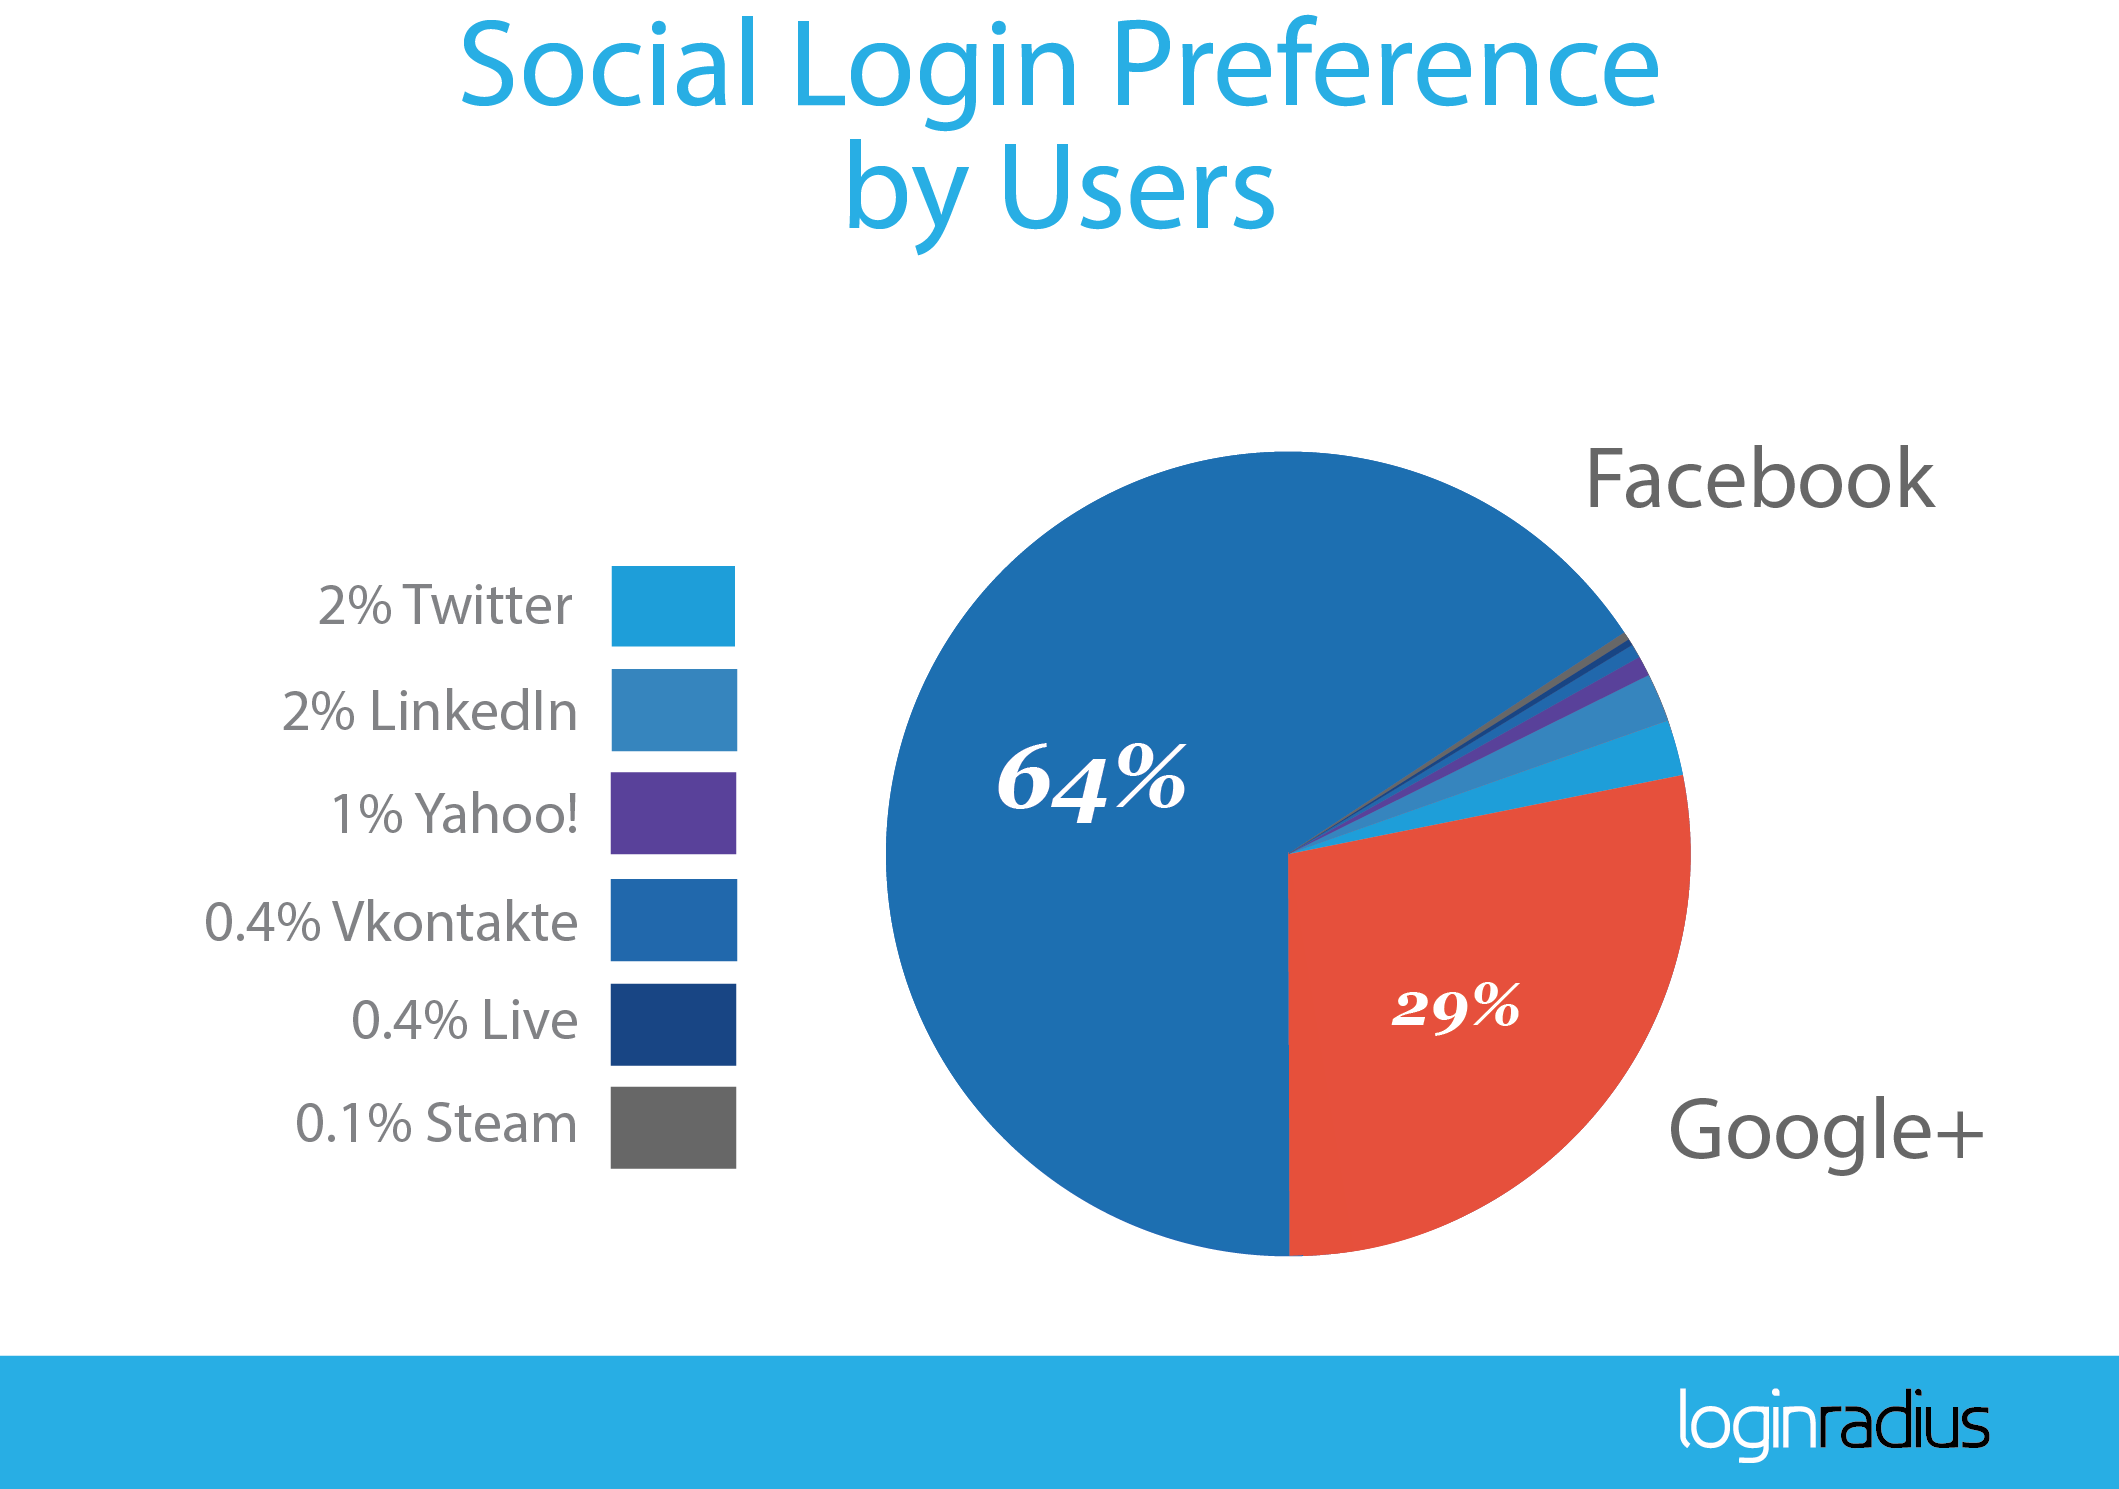 Social Login Preference
by Users
Facebook
2% Twitter
2% LinkedIn
64%
1% Yahoo!
0.4% Vkontakte
29%
0.4% Live
0.1% Steam
Google+
loginradius